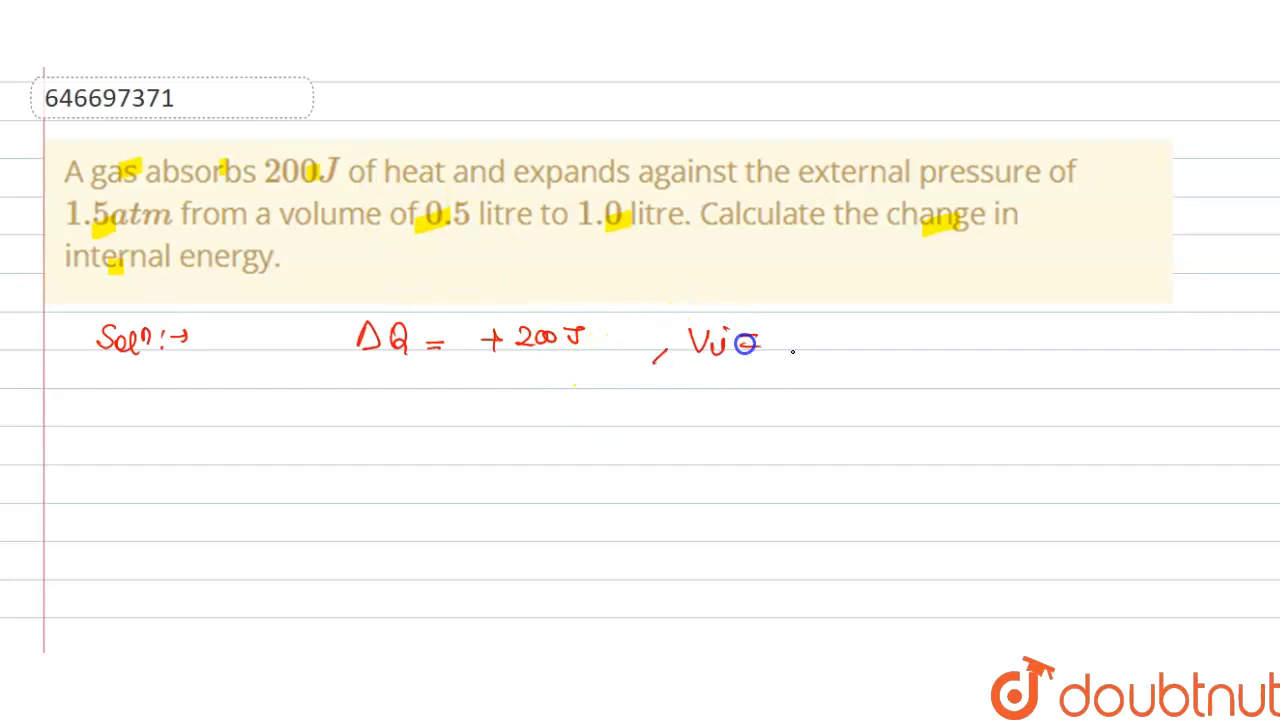 646697371
A gas absorbs 200J of heat and expands against the external pressure of
1.5atm from a volume of 0.5 litre to 1.0 litre. Calculate the change in
internal energy.
Solⁿ:→ ΔQ = +200J , Vi =
doubtnut